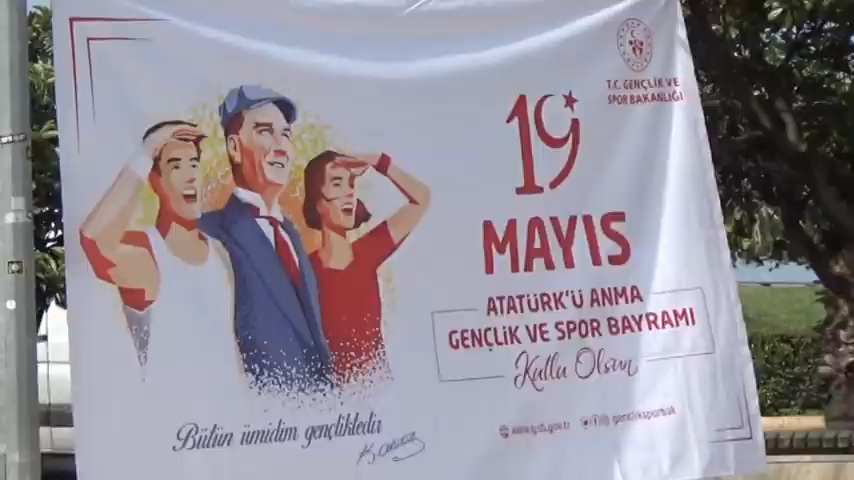 T.C. GENÇLİK VE
SPOR BAKANLIĞI
19
MAYIS
ATATÜRK'Ü ANMA
GENÇLİK VE SPOR BAYRAMI
Kutlu Olsun
Bütün ümidim gençliktedir
www.gsb.gov.tr gencliksporbak